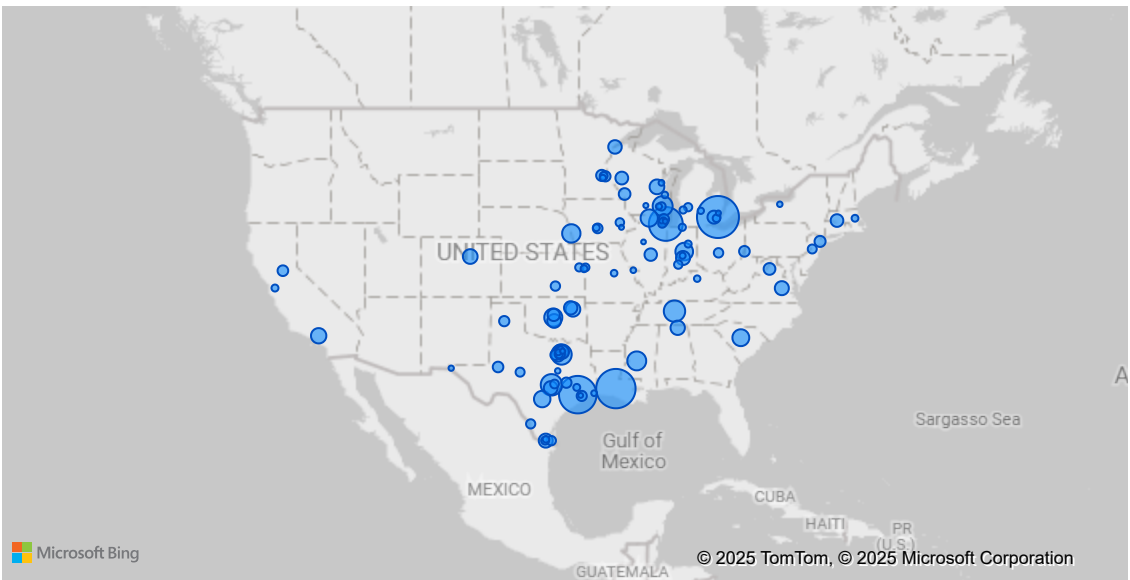 UNITED STATES
A
Sargasso Sea
Gulf of
Mexico
MEXICO
CUBA
HAITI
PR
(U.S.)
Microsoft Bing
© 2025 TomTom, © 2025 Microsoft Corporation
GUATEMALA